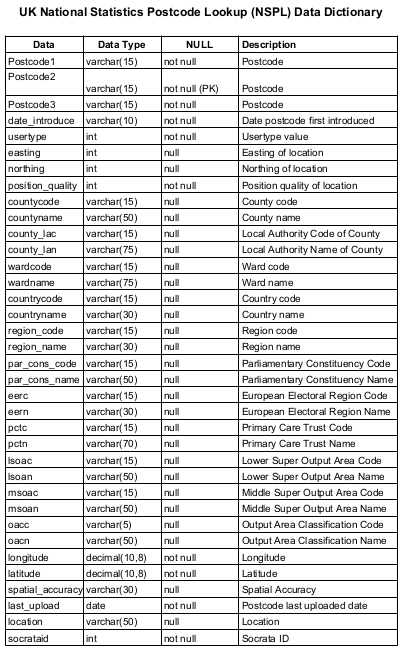 UK National Statistics Postcode Lookup (NSPL) Data Dictionary
Data Data Type NULL Description
Postcode1 varchar(15) not null Postcode
Postcode2 varchar(15) not null (PK) Postcode
Postcode3 varchar(15) not null Postcode
date_introduce varchar(10) not null Date postcode first introduced
usertype int not null Usertype value
easting int null Easting of location
northing int null Northing of location
position_quality int not null Position quality of location
countycode varchar(15) null County code
countyname varchar(50) null County name
county_lac varchar(15) null Local Authority Code of County
county_lan varchar(75) null Local Authority Name of County
wardcode varchar(15) null Ward code
wardname varchar(75) null Ward name
countrycode varchar(15) null Country code
countryname varchar(30) null Country name
region_code varchar(15) null Region code
region_name varchar(30) null Region name
par_cons_code varchar(15) null Parliamentary Constituency Code
par_cons_name varchar(50) null Parliamentary Constituency Name
eerc varchar(15) null European Electoral Region Code
eern varchar(30) null European Electoral Region Name
pctc varchar(15) null Primary Care Trust Code
pctn varchar(70) null Primary Care Trust Name
lsoac varchar(15) null Lower Super Output Area Code
lsoan varchar(50) null Lower Super Output Area Name
msoac varchar(15) null Middle Super Output Area Code
msoan varchar(50) null Middle Super Output Area Name
oacc varchar(5) null Output Area Classification Code
oacn varchar(50) null Output Area Classification Name
longitude decimal(10,8) not null Longitude
latitude decimal(10,8) not null Latitude
spatial_accuracy varchar(30) null Spatial Accuracy
last_upload date not null Postcode last uploaded date
location varchar(50) null Location
socrataid int not null Socrata ID